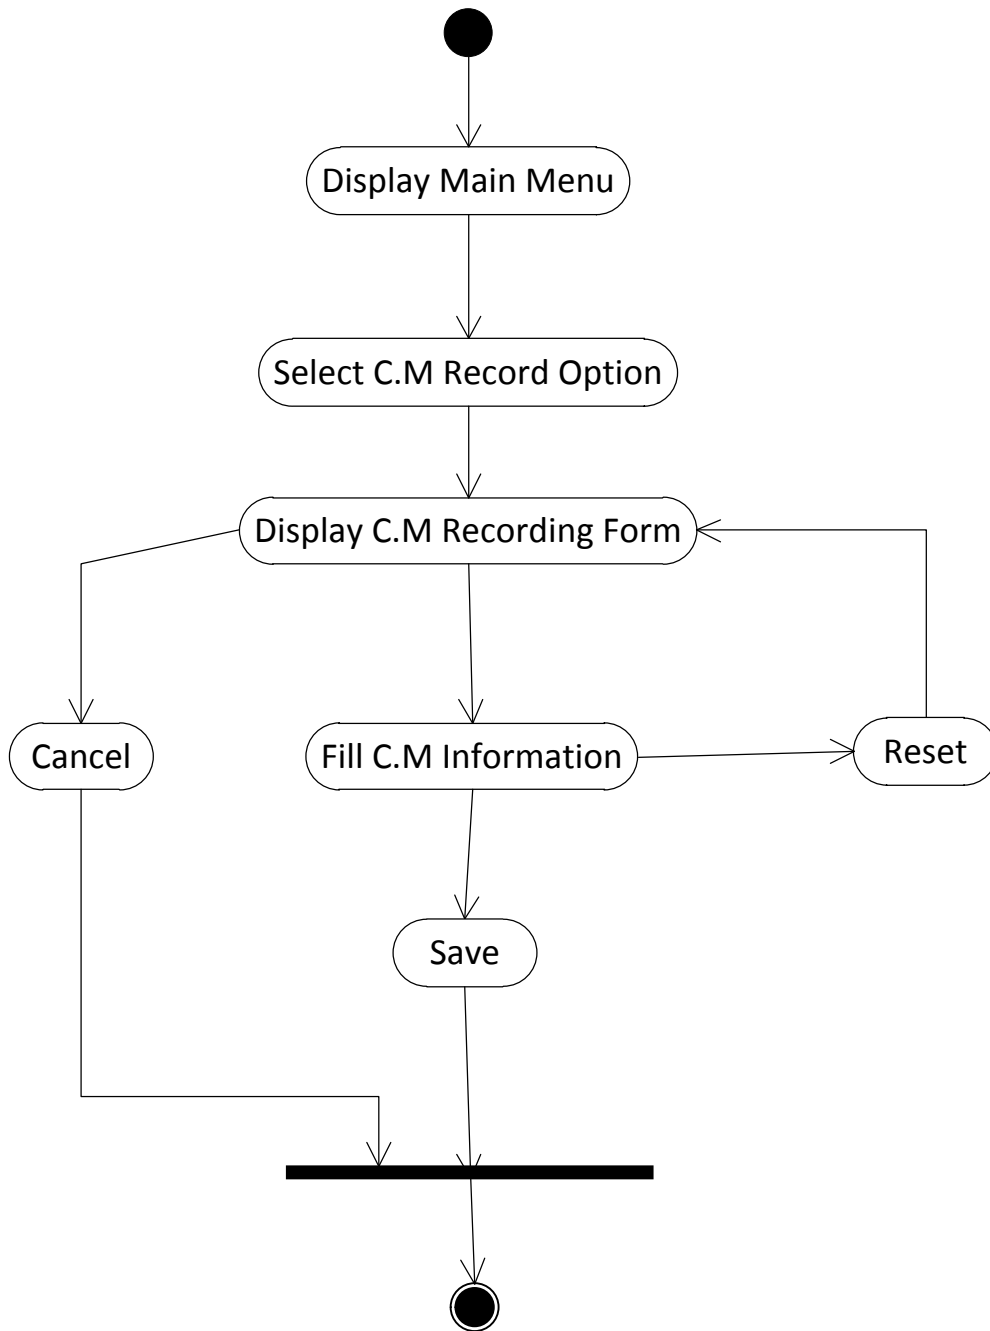 Display Main Menu
Select C.M Record Option
Display C.M Recording Form
Cancel
Fill C.M Information
Reset
Save